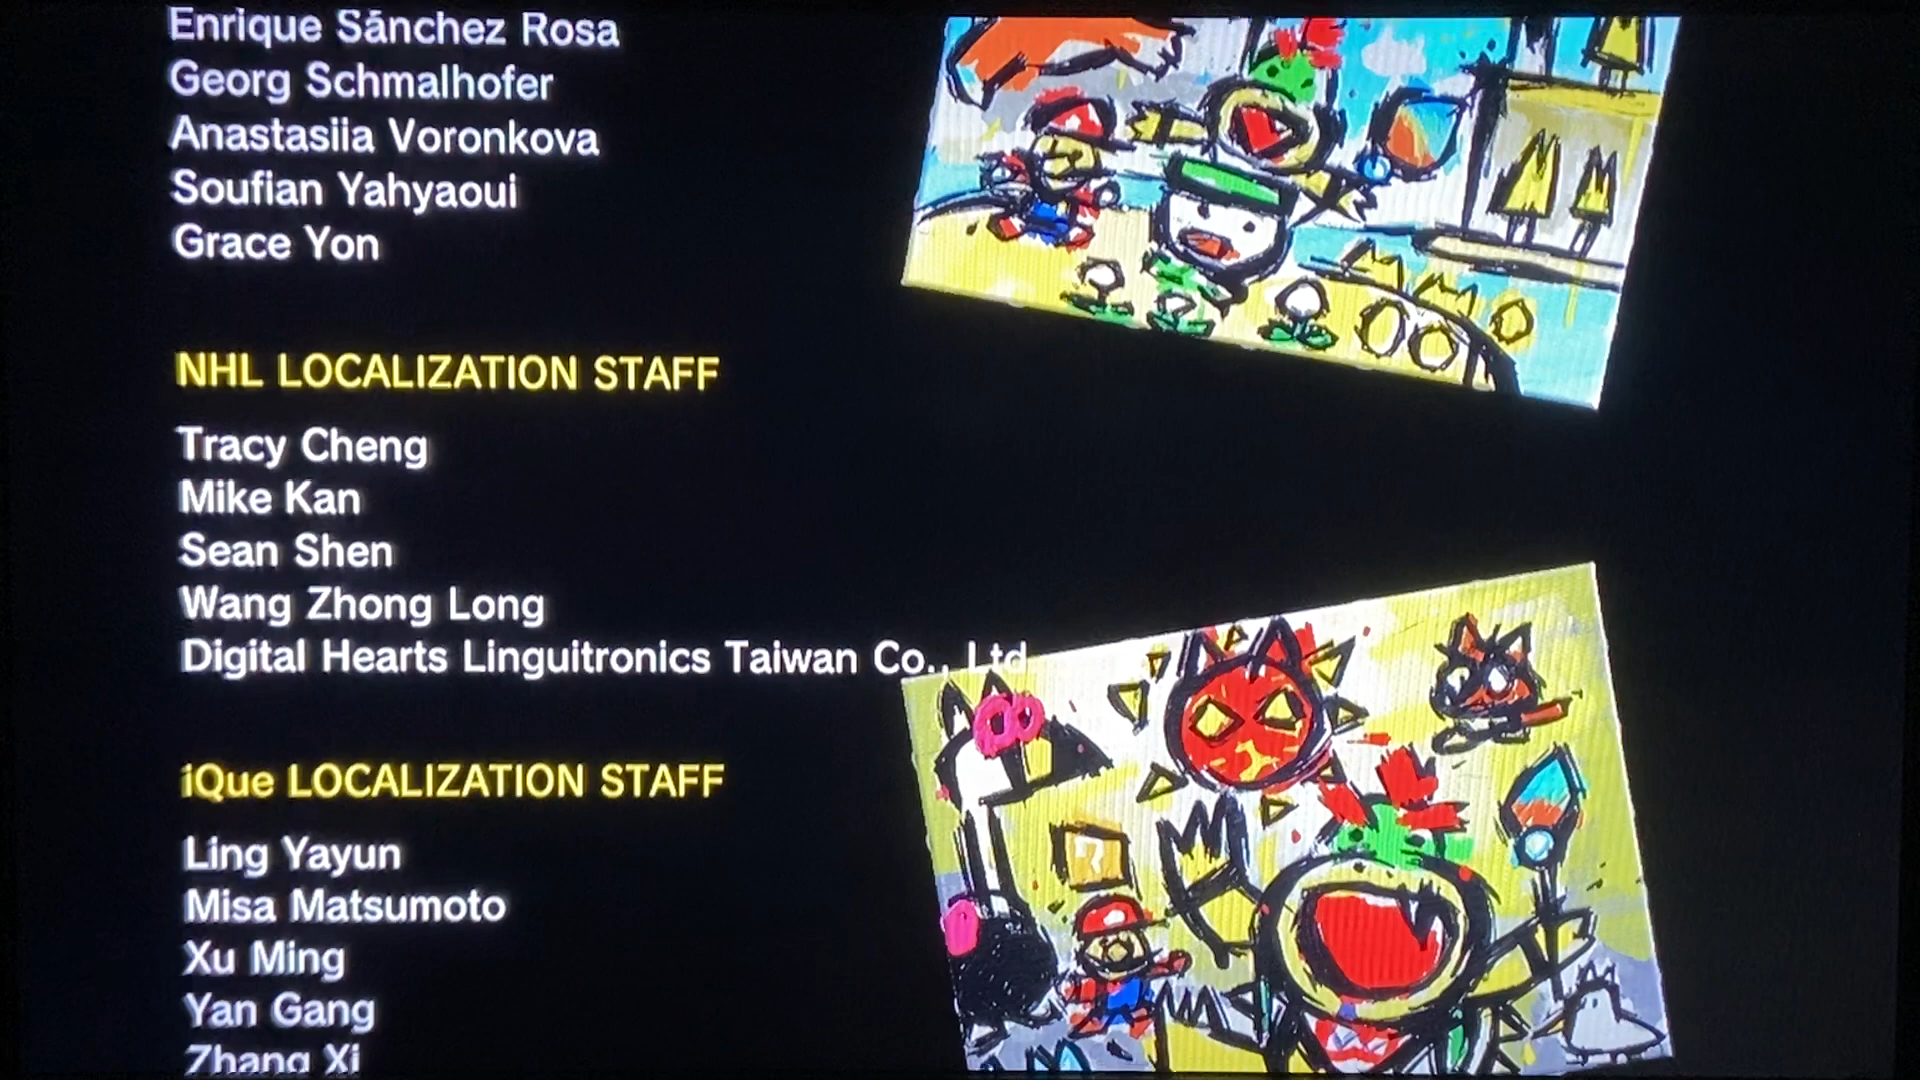 Enrique Sánchez Rosa
Georg Schmalhofer
Anastasiia Voronkova
Soufian Yahyaoui
Grace Yon
NHL LOCALIZATION STAFF
Tracy Cheng
Mike Kan
Sean Shen
Wang Zhong Long
Digital Hearts Linguitronics Taiwan Co., Ltd
iQue LOCALIZATION STAFF
Ling Yayun
Misa Matsumoto
Xu Ming
Yan Gang
Zhang Xi
?